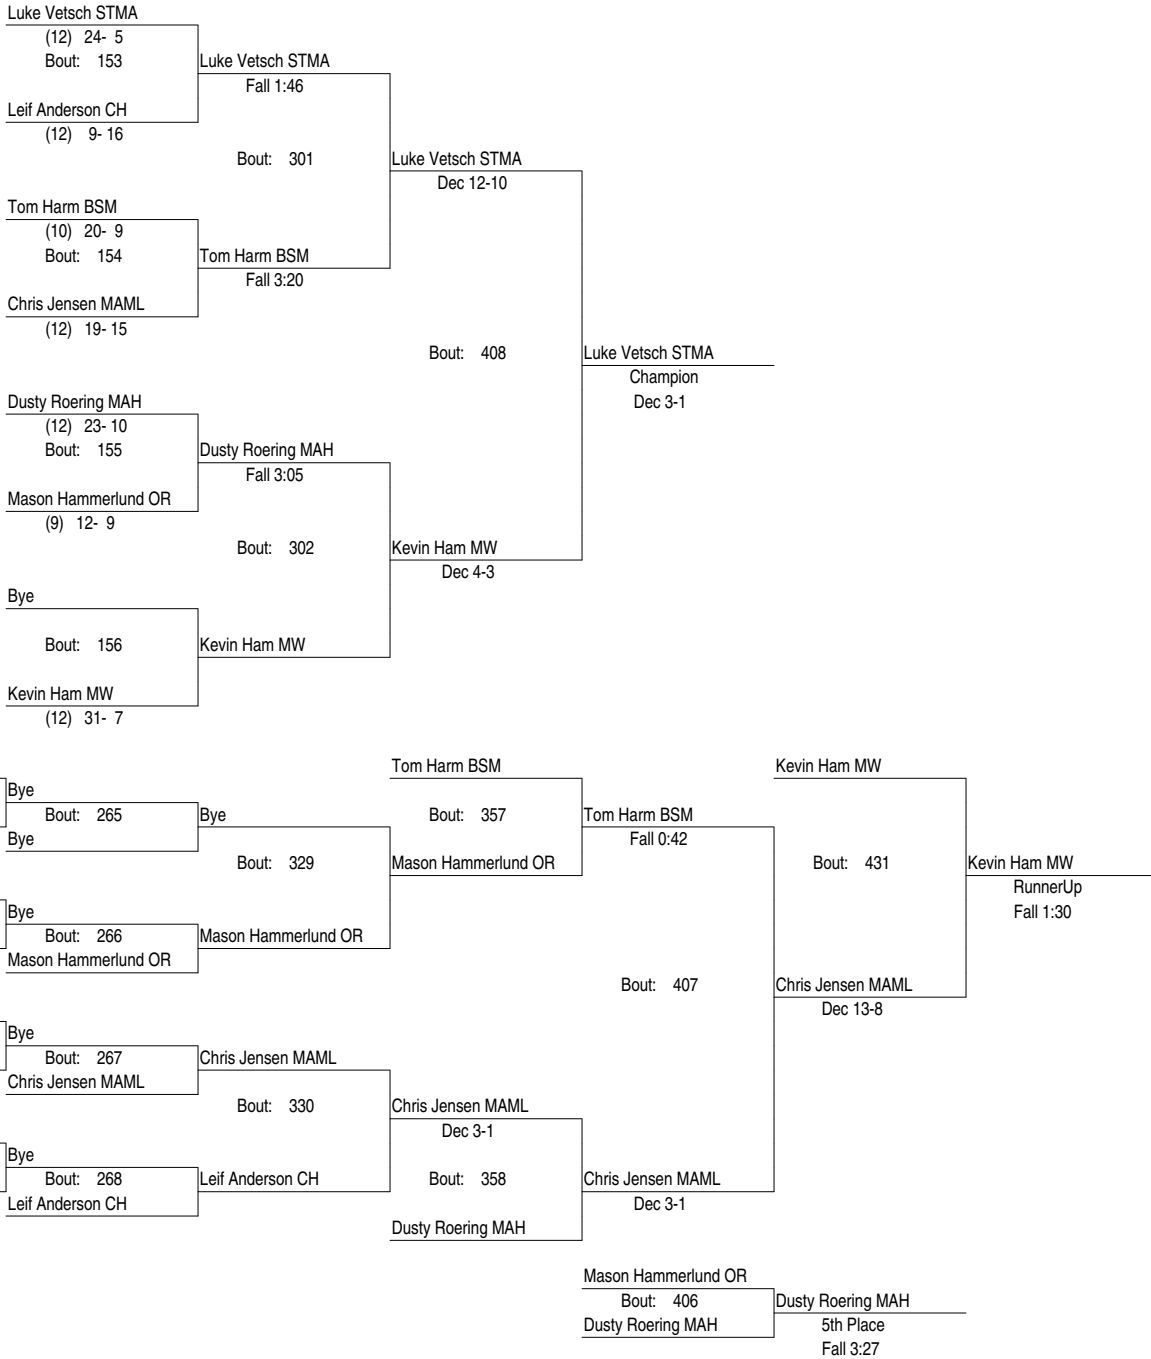 Luke Vetsch STMA
(12) 24- 5
Bout: 153
Luke Vetsch STMA
Fall 1:46
Leif Anderson CH
(12) 9- 16
Bout: 301
Luke Vetsch STMA
Dec 12-10
Tom Harm BSM
(10) 20- 9
Bout: 154
Tom Harm BSM
Fall 3:20
Chris Jensen MAML
(12) 19- 15
Bout: 408
Luke Vetsch STMA
Champion
Dec 3-1
Dusty Roering MAH
(12) 23- 10
Bout: 155
Dusty Roering MAH
Fall 3:05
Mason Hammerlund OR
(9) 12- 9
Bout: 302
Kevin Ham MW
Dec 4-3
Bye
Bout: 156
Kevin Ham MW
Kevin Ham MW
(12) 31- 7
Tom Harm BSM
Kevin Ham MW
Bye
Bout: 265
Bye
Bout: 357
Tom Harm BSM
Fall 0:42
Bye
Bout: 329
Mason Hammerlund OR
Bout: 431
Kevin Ham MW
RunnerUp
Fall 1:30
Bye
Bout: 266
Mason Hammerlund OR
Mason Hammerlund OR
Bout: 407
Chris Jensen MAML
Dec 13-8
Bye
Bout: 267
Chris Jensen MAML
Chris Jensen MAML
Bout: 330
Chris Jensen MAML
Dec 3-1
Bye
Bout: 268
Leif Anderson CH
Bout: 358
Chris Jensen MAML
Dec 3-1
Leif Anderson CH
Dusty Roering MAH
Mason Hammerlund OR
Bout: 406
Dusty Roering MAH
Dusty Roering MAH
5th Place
Fall 3:27